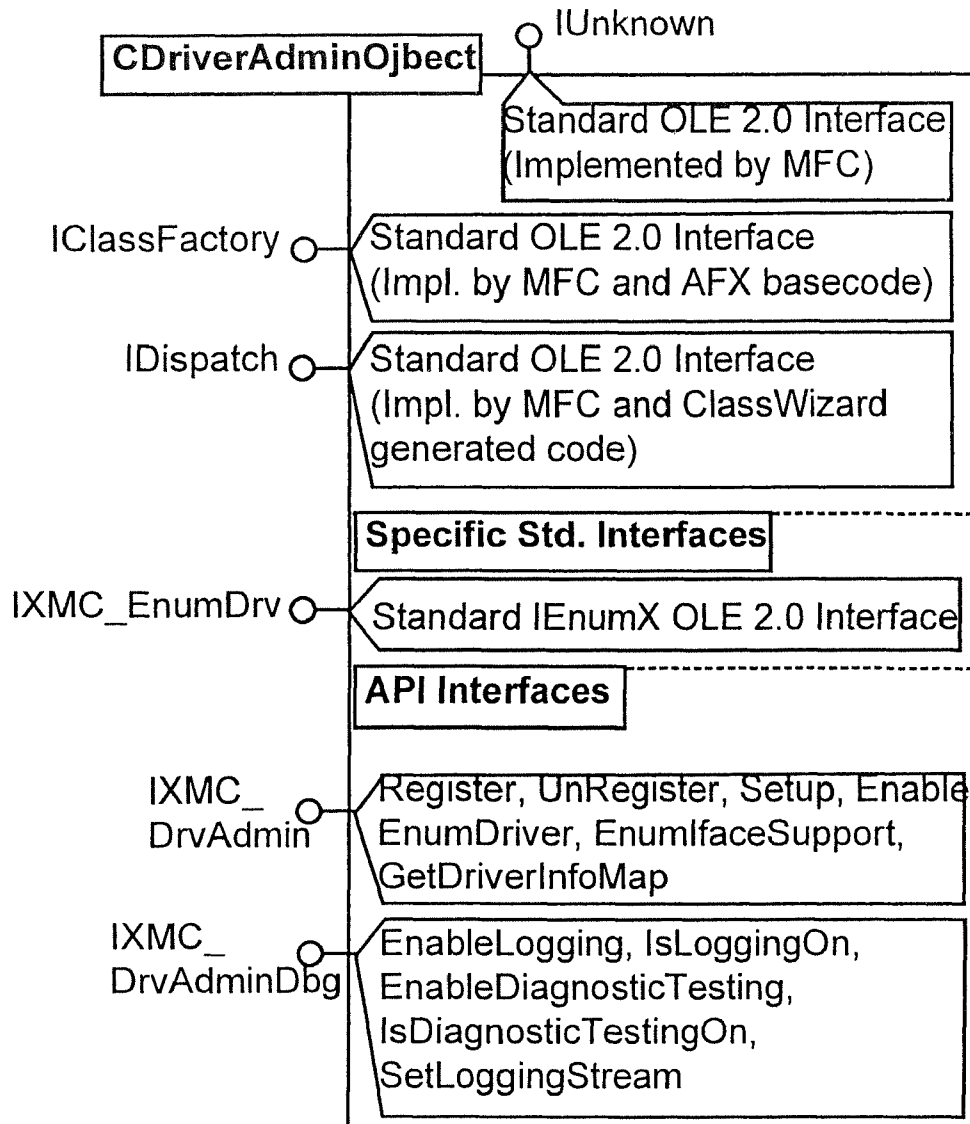 IUnknown
CDriverAdminOjbect
Standard OLE 2.0 Interface
(Implemented by MFC)
IClassFactory
Standard OLE 2.0 Interface
(Impl. by MFC and AFX basecode)
IDispatch
Standard OLE 2.0 Interface
(Impl. by MFC and ClassWizard
generated code)
Specific Std. Interfaces
IXMC_EnumDrv
Standard IEnumX OLE 2.0 Interface
API Interfaces
IXMC_
DrvAdmin
Register, UnRegister, Setup, Enable
EnumDriver, EnumIfaceSupport,
GetDriverInfoMap
IXMC_
DrvAdminDbg
EnableLogging, IsLoggingOn,
EnableDiagnosticTesting,
IsDiagnosticTestingOn,
SetLoggingStream